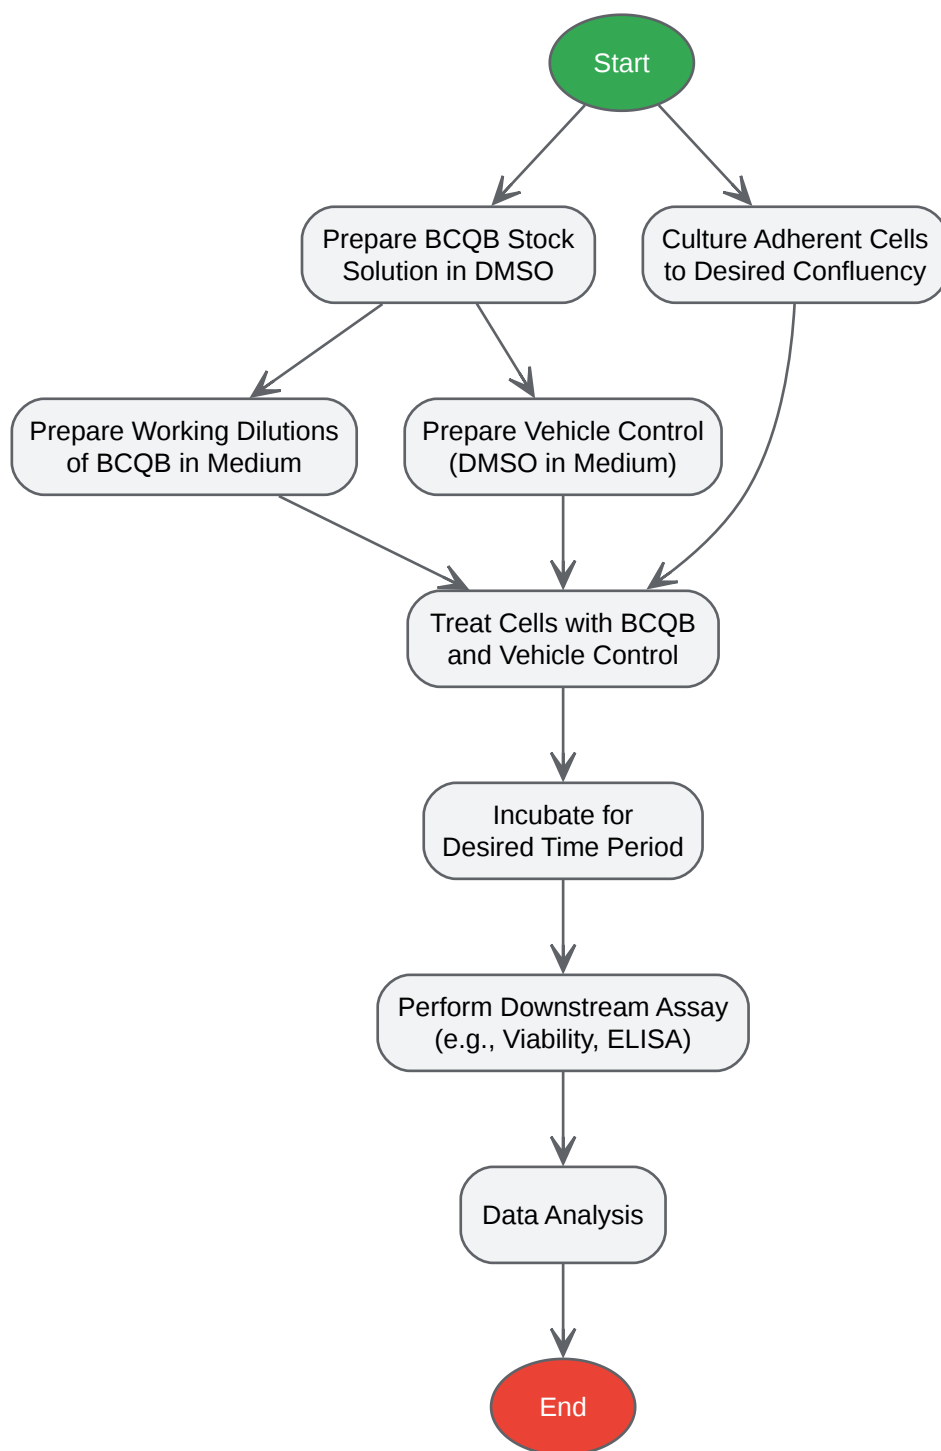 Start
Prepare BCQB Stock
Solution in DMSO
Culture Adherent Cells
to Desired Confluency
Prepare Working Dilutions
of BCQB in Medium
Prepare Vehicle Control
(DMSO in Medium)
Treat Cells with BCQB
and Vehicle Control
Incubate for
Desired Time Period
Perform Downstream Assay
(e.g., Viability, ELISA)
Data Analysis
End